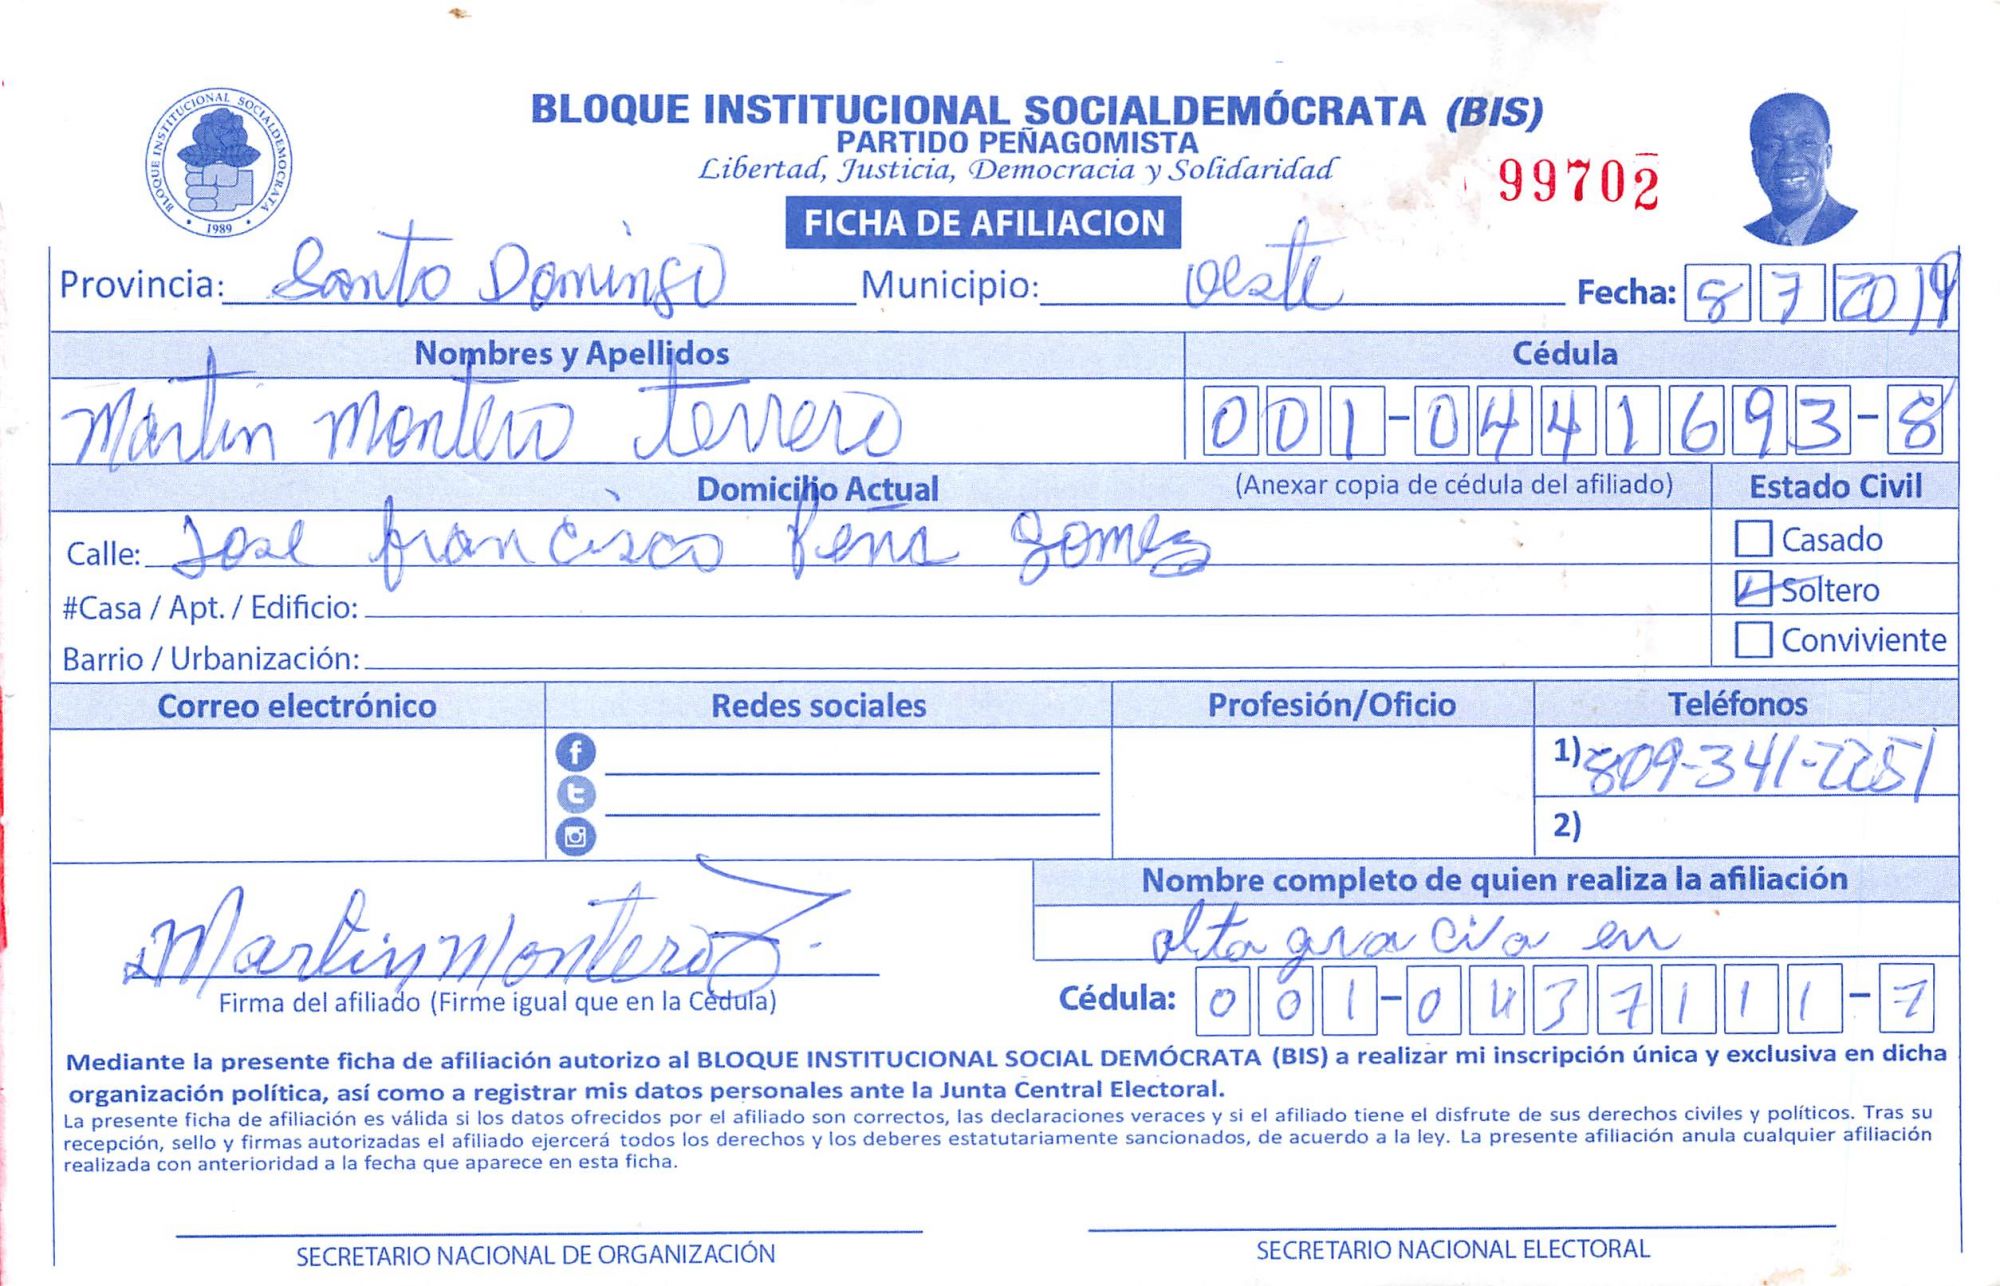 BLOQUE INSTITUCIONAL SOCIALDEMOCRATA
1989
BLOQUE INSTITUCIONAL SOCIALDEMÓCRATA (BIS)
PARTIDO PEÑAGOMISTA
Libertad, Justicia, Democracia y Solidaridad
FICHA DE AFILIACION
99702
Provincia: Santo Domingo Municipio: Oeste Fecha: 8 7 2019
Nombres y Apellidos Cédula
Martin Montero terrero 001-0441693-8
Domicilio Actual (Anexar copia de cédula del afiliado) Estado Civil
Calle: Jose francisco Peña gomez Casado
#Casa / Apt. / Edificio: Soltero
Barrio / Urbanización: Conviviente
Correo electrónico Redes sociales Profesión/Oficio Teléfonos
1) 809-341-2251
2)
Nombre completo de quien realiza la afiliación
altagracia en
Martin Montero
Firma del afiliado (Firme igual que en la Cédula) Cédula: 001-0437111-7
Mediante la presente ficha de afiliación autorizo al BLOQUE INSTITUCIONAL SOCIAL DEMÓCRATA (BIS) a realizar mi inscripción única y exclusiva en dicha
organización política, así como a registrar mis datos personales ante la Junta Central Electoral.
La presente ficha de afiliación es válida si los datos ofrecidos por el afiliado son correctos, las declaraciones veraces y si el afiliado tiene el disfrute de sus derechos civiles y políticos. Tras su
recepción, sello y firmas autorizadas el afiliado ejercerá todos los derechos y los deberes estatutariamente sancionados, de acuerdo a la ley. La presente afiliación anula cualquier afiliación
realizada con anterioridad a la fecha que aparece en esta ficha.
SECRETARIO NACIONAL DE ORGANIZACIÓN SECRETARIO NACIONAL ELECTORAL